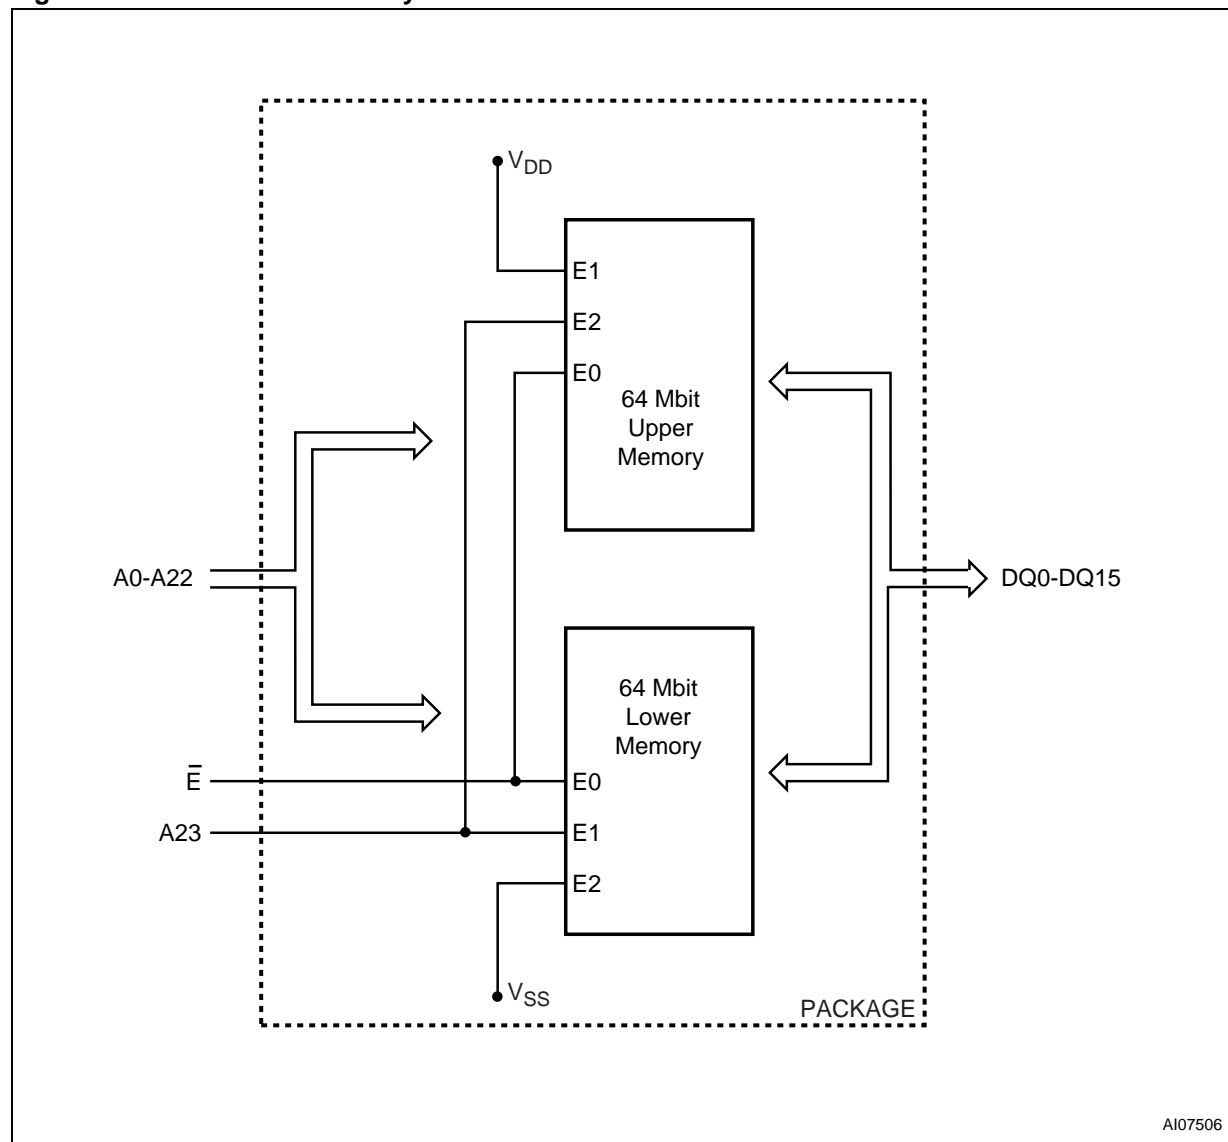 VDD
E1
E2
E0
64 Mbit
Upper
Memory
A0-A22
DQ0-DQ15
64 Mbit
Lower
Memory
E̅
E0
A23
E1
E2
VSS
PACKAGE
AI07506